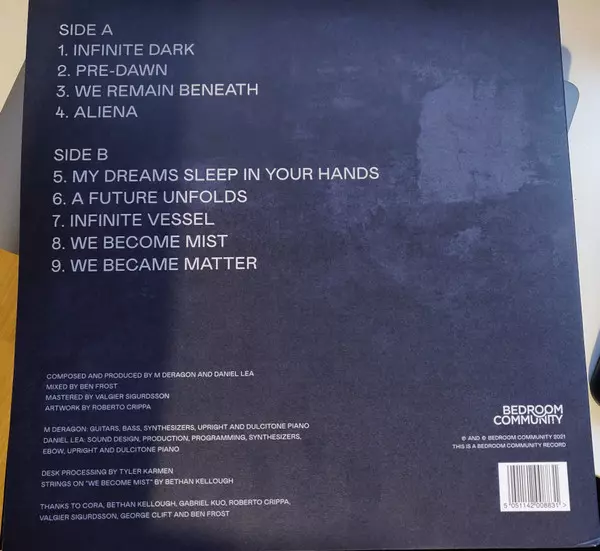 SIDE A
1. INFINITE DARK
2. PRE-DAWN
3. WE REMAIN BENEATH
4. ALIENA
SIDE B
5. MY DREAMS SLEEP IN YOUR HANDS
6. A FUTURE UNFOLDS
7. INFINITE VESSEL
8. WE BECOME MIST
9. WE BECAME MATTER
COMPOSED AND PRODUCED BY M DERAGON AND DANIEL LEA
MIXED BY BEN FROST
MASTERED BY VALGIER SIGURDSSON
ARTWORK BY ROBERTO CRIPPA
M DERAGON: GUITARS, BASS, SYNTHESIZERS, UPRIGHT AND DULCITONE PIANO
DANIEL LEA: SOUND DESIGN, PRODUCTION, PROGRAMMING, SYNTHESIZERS,
EBOW, UPRIGHT AND DULCITONE PIANO
DESK PROCESSING BY TYLER KARMEN
STRINGS ON "WE BECOME MIST" BY BETHAN KELLOUGH
THANKS TO CORA, BETHAN KELLOUGH, GABRIEL KUO, ROBERTO CRIPPA,
VALGIER SIGURDSSON, GEORGE CLIFT AND BEN FROST
BEDROOM
COMMUNITY
℗ AND © BEDROOM COMMUNITY 2021
THIS IS A BEDROOM COMMUNITY RECORD
5 051142 008831 >